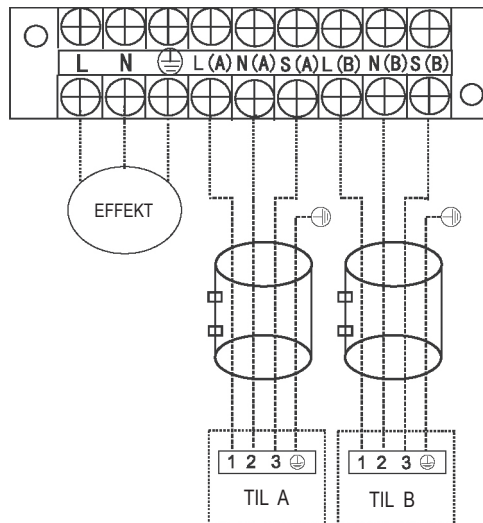 L N ⏚ L(A) N(A) S(A) L(B) N(B) S(B)
EFFEKT
1 2 3 ⏚ 1 2 3 ⏚
TIL A TIL B